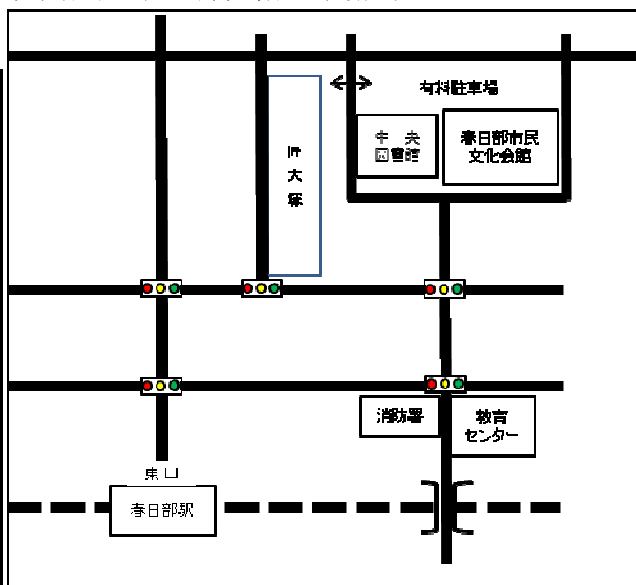 有料駐車場
中 央
図書館
春日部市民
文化会館
大
塚
消防署
教育
センター
東口
春日部駅